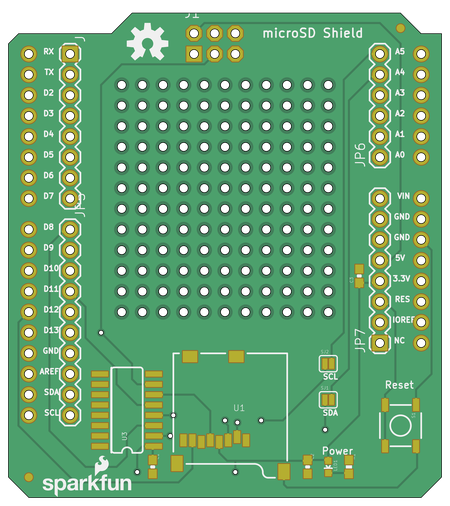 J1
microSD Shield
RX
TX
D2
D3
D4
D5
D6
D7
D8
D9
D10
D11
D12
D13
GND
AREF
SDA
SCL
A5
A4
A3
A2
A1
A0
JP6
VIN
GND
GND
5V
3.3V
RES
IOREF
NC
JP7
SCL
SDA
Reset
U1
U3
Power
sparkfun